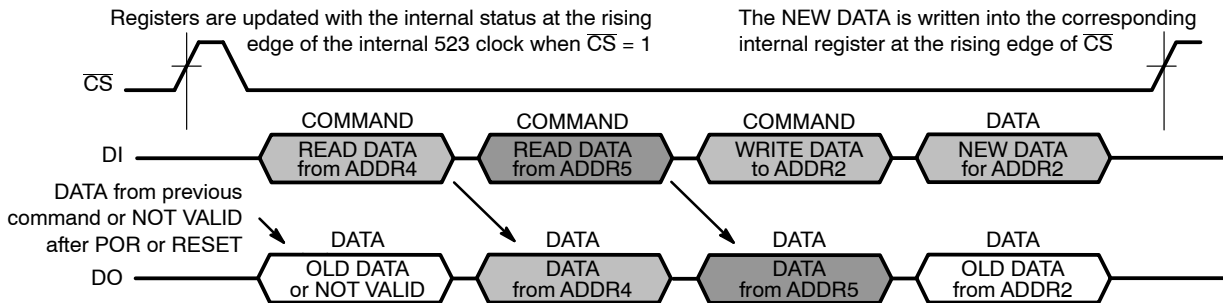 Registers are updated with the internal status at the rising
edge of the internal 523 clock when CS = 1
The NEW DATA is written into the corresponding
internal register at the rising edge of CS
CS
COMMAND
COMMAND
COMMAND
DATA
DI
READ DATA
from ADDR4
READ DATA
from ADDR5
WRITE DATA
to ADDR2
NEW DATA
for ADDR2
DATA from previous
command or NOT VALID
after POR or RESET
DATA
DATA
DATA
DATA
DO
OLD DATA
or NOT VALID
DATA
from ADDR4
DATA
from ADDR5
OLD DATA
from ADDR2